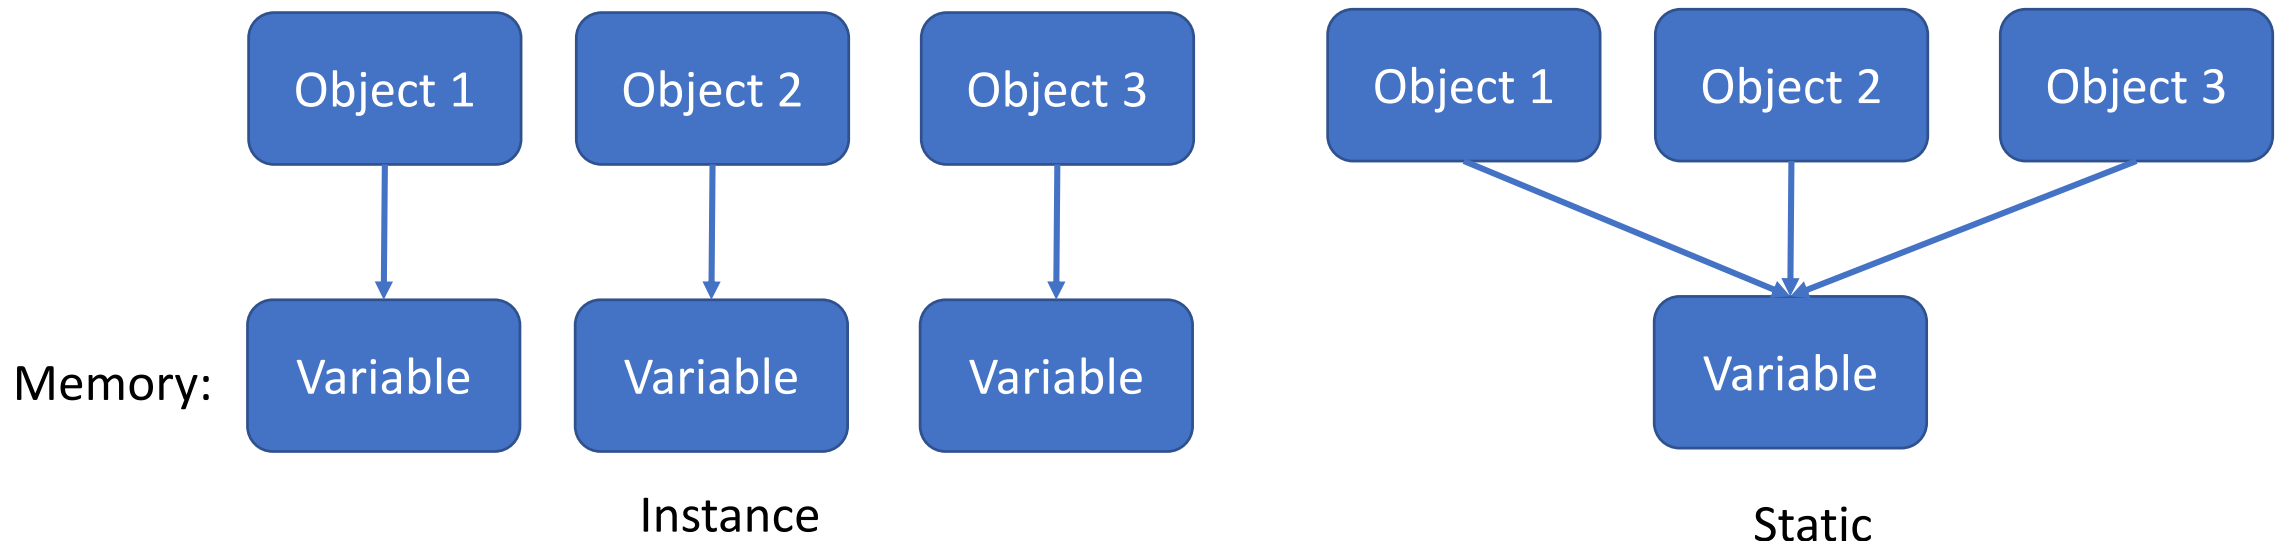 Object 1
Object 2
Object 3
Object 1
Object 2
Object 3
Memory:
Variable
Variable
Variable
Variable
Instance
Static